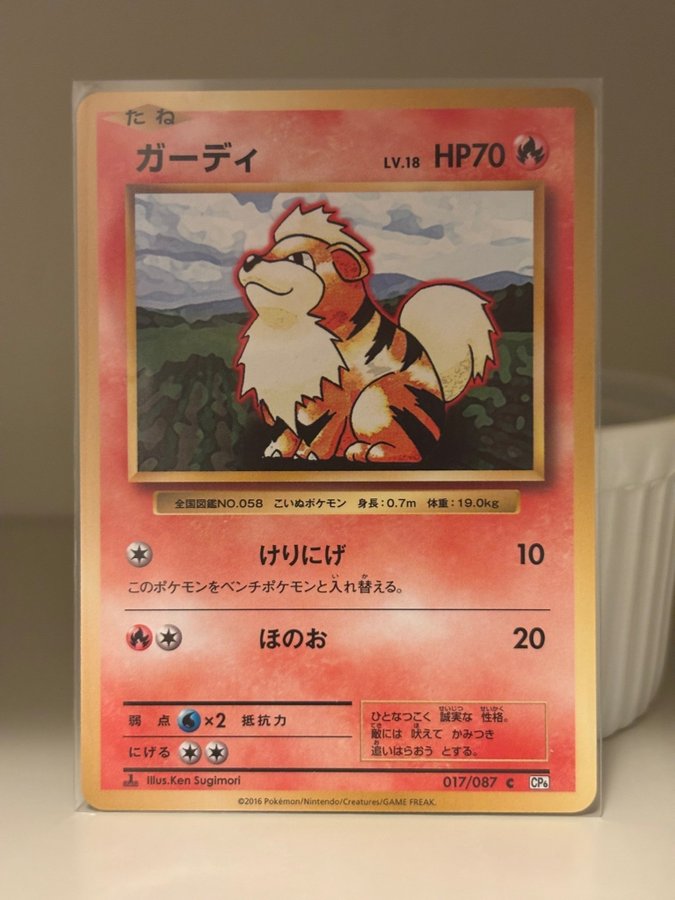 たね
ガーディ LV.18 HP70
全国図鑑NO.058 こいぬポケモン 身長:0.7m 体重:19.0kg
けりにげ 10
このポケモンをベンチポケモンと入れ替える。
ほのお 20
弱点 ×2 抵抗力
にげる
ひとなつこく 誠実な 性格。
敵には 吠えて かみつき
追いはらおう とする。
Illus.Ken Sugimori
017/087 C CP6
©2016 Pokémon/Nintendo/Creatures/GAME FREAK.